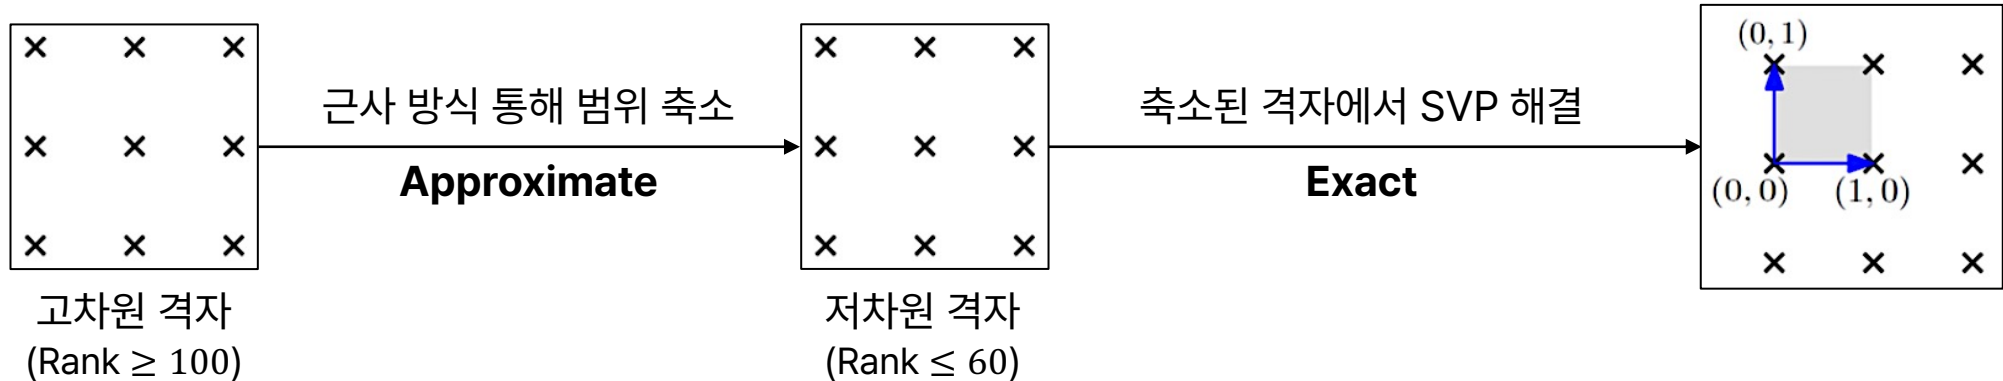 근사 방식 통해 범위 축소
Approximate
고차원 격자
(Rank ≥ 100)
저차원 격자
(Rank ≤ 60)
축소된 격자에서 SVP 해결
Exact
(0, 1)
(0, 0)
(1, 0)